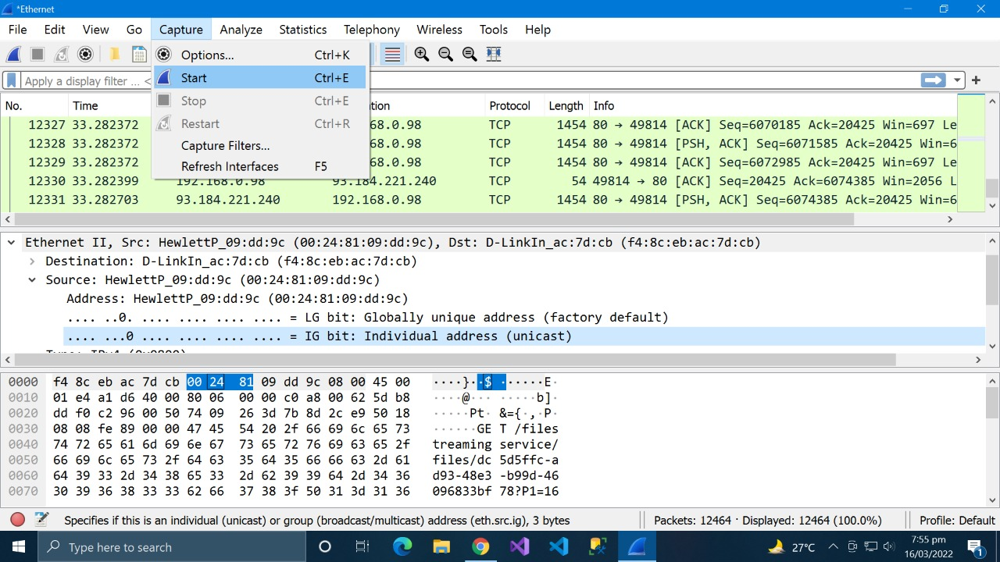 *Ethernet
File Edit View Go Capture Analyze Statistics Telephony Wireless Tools Help
Options... Ctrl+K
Apply a display filter ... <
Start Ctrl+E
Stop Ctrl+E
Restart Ctrl+R
Capture Filters...
Refresh Interfaces F5
No. Time tion Protocol Length Info
12327 33.282372 68.0.98 TCP 1454 80 → 49814 [ACK] Seq=6070185 Ack=20425 Win=697 Le
12328 33.282372 68.0.98 TCP 1454 80 → 49814 [PSH, ACK] Seq=6071585 Ack=20425 Win=6
12329 33.282372 68.0.98 TCP 1454 80 → 49814 [ACK] Seq=6072985 Ack=20425 Win=697 Le
12330 33.282399 192.168.0.98 93.184.221.240 TCP 54 49814 → 80 [ACK] Seq=20425 Ack=6074385 Win=2056 L
12331 33.282703 93.184.221.240 192.168.0.98 TCP 1454 80 → 49814 [PSH, ACK] Seq=6074385 Ack=20425 Win=6
Ethernet II, Src: HewlettP_09:dd:9c (00:24:81:09:dd:9c), Dst: D-LinkIn_ac:7d:cb (f4:8c:eb:ac:7d:cb)
Destination: D-LinkIn_ac:7d:cb (f4:8c:eb:ac:7d:cb)
Source: HewlettP_09:dd:9c (00:24:81:09:dd:9c)
Address: HewlettP_09:dd:9c (00:24:81:09:dd:9c)
.... ..0. .... .... .... .... = LG bit: Globally unique address (factory default)
.... ...0 .... .... .... .... = IG bit: Individual address (unicast)
0000 f4 8c eb ac 7d cb 00 24 81 09 dd 9c 08 00 45 00 ····}··$ ······E·
0010 01 e4 a1 d6 40 00 80 06 00 00 c0 a8 00 62 5d b8 ····@··· ·····b]·
0020 dd f0 c2 96 00 50 74 09 26 3d 7b 8d 2c e9 50 18 ·····Pt· &={·,·P·
0030 08 08 fe 89 00 00 47 45 54 20 2f 66 69 6c 65 73 ······GE T /files
0040 74 72 65 61 6d 69 6e 67 73 65 72 76 69 63 65 2f treaming service/
0050 66 69 6c 65 73 2f 64 63 35 64 35 66 66 63 2d 61 files/dc 5d5ffc-a
0060 64 39 33 2d 34 38 65 33 2d 62 39 39 64 2d 34 36 d93-48e3 -b99d-46
0070 30 39 36 38 33 33 62 66 37 38 3f 50 31 3d 31 36 096833bf 78?P1=16
Specifies if this is an individual (unicast) or group (broadcast/multicast) address (eth.src.ig), 3 bytes Packets: 12464 · Displayed: 12464 (100.0%) Profile: Default
Type here to search 27°C 7:55 pm
16/03/2022 1